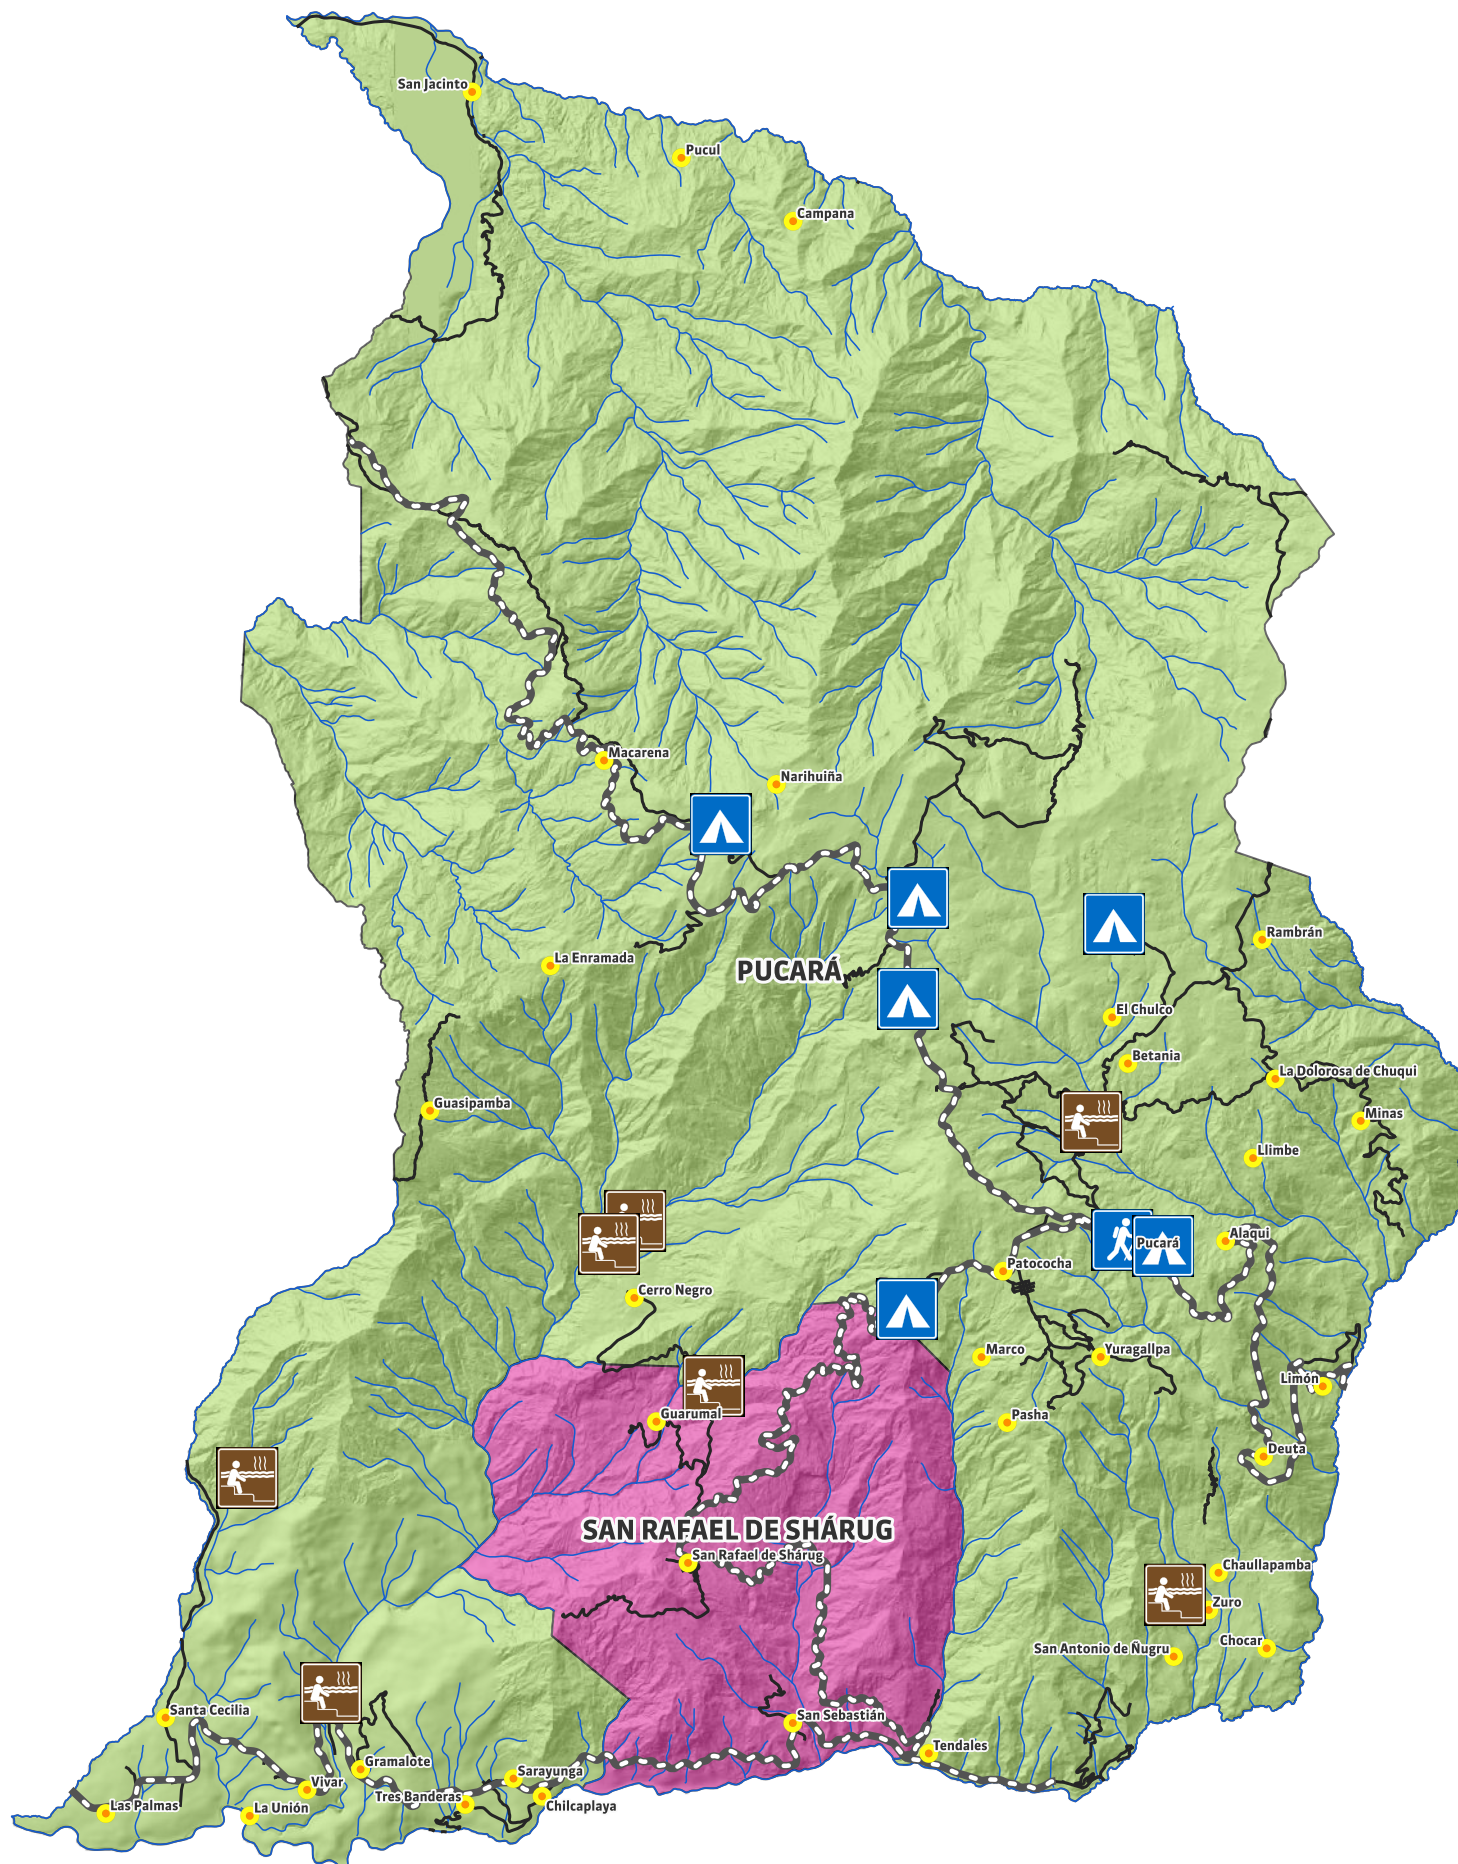 San Jacinto
Pucul
Campana
Macarena
Narihuiña
Rambrán
La Enramada
PUCARÁ
El Chulco
Betania
La Dolorosa de Chuqui
Guasipamba
Minas
Llimbe
Alaqui
Pucará
Patococha
Cerro Negro
Marco
Yuragallpa
Limón
Guarumal
Pasha
Deuta
SAN RAFAEL DE SHÁRUG
San Rafael de Shárug
Chaullapamba
Zuro
Chocar
San Antonio de Ñugru
Santa Cecilia
San Sebastián
Tendales
Gramalote
Sarayunga
Vivar
Tres Banderas
Las Palmas
La Unión
Chilcaplaya